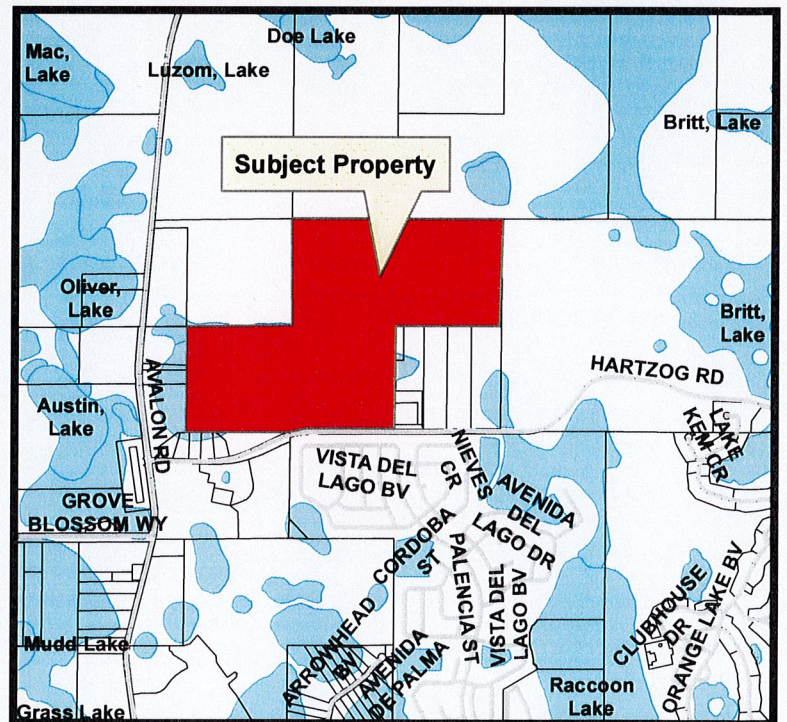 Doe Lake
Mac,
Lake
Luzom, Lake
Britt, Lake
Subject Property
Oliver,
Lake
Britt,
Lake
HARTZOG RD
AVALON RD
Austin,
Lake
LAKE
KEM CR
VISTA DEL
LAGO BV
NIEVES
CR
AVENIDA
DEL
LAGO DR
GROVE
BLOSSOM WY
CORDOBA
ST
PALENCIA ST
VISTA DEL
LAGO BV
CLUBHOUSE
DR
ORANGE LAKE BV
ARROWHEAD
BV
AVENIDA
DE PALMA
Mudd Lake
Raccoon
Lake
Grass Lake